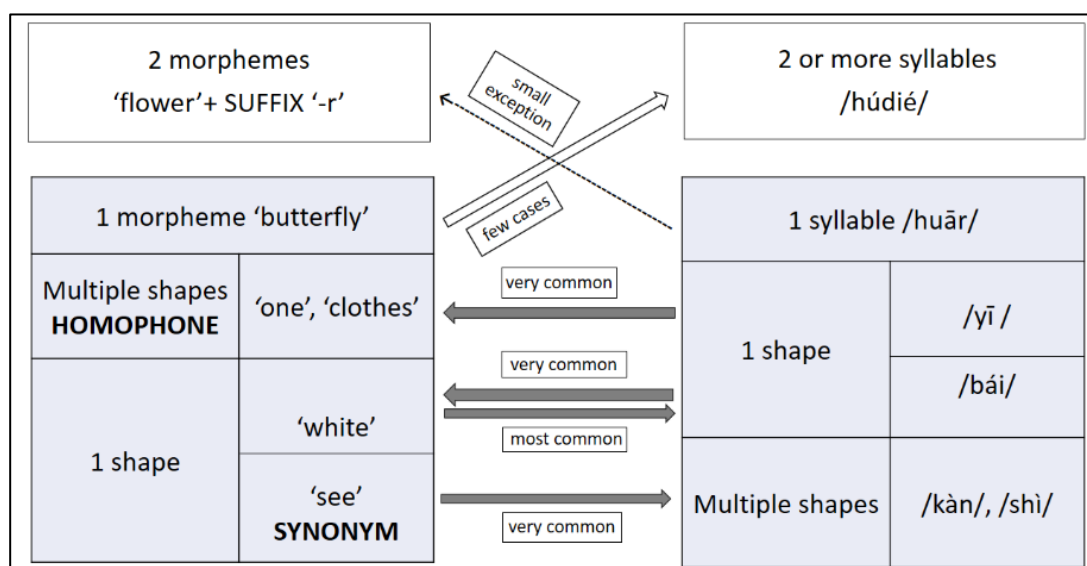 2 morphemes
'flower'+ SUFFIX '-r'
small
exception
2 or more syllables
/húdié/
1 morpheme 'butterfly'
few cases
1 syllable /huār/
Multiple shapes
HOMOPHONE
'one', 'clothes'
very common
1 shape
/yī /
/bái/
very common
1 shape
'white'
most common
'see'
SYNONYM
very common
Multiple shapes
/kàn/, /shì/